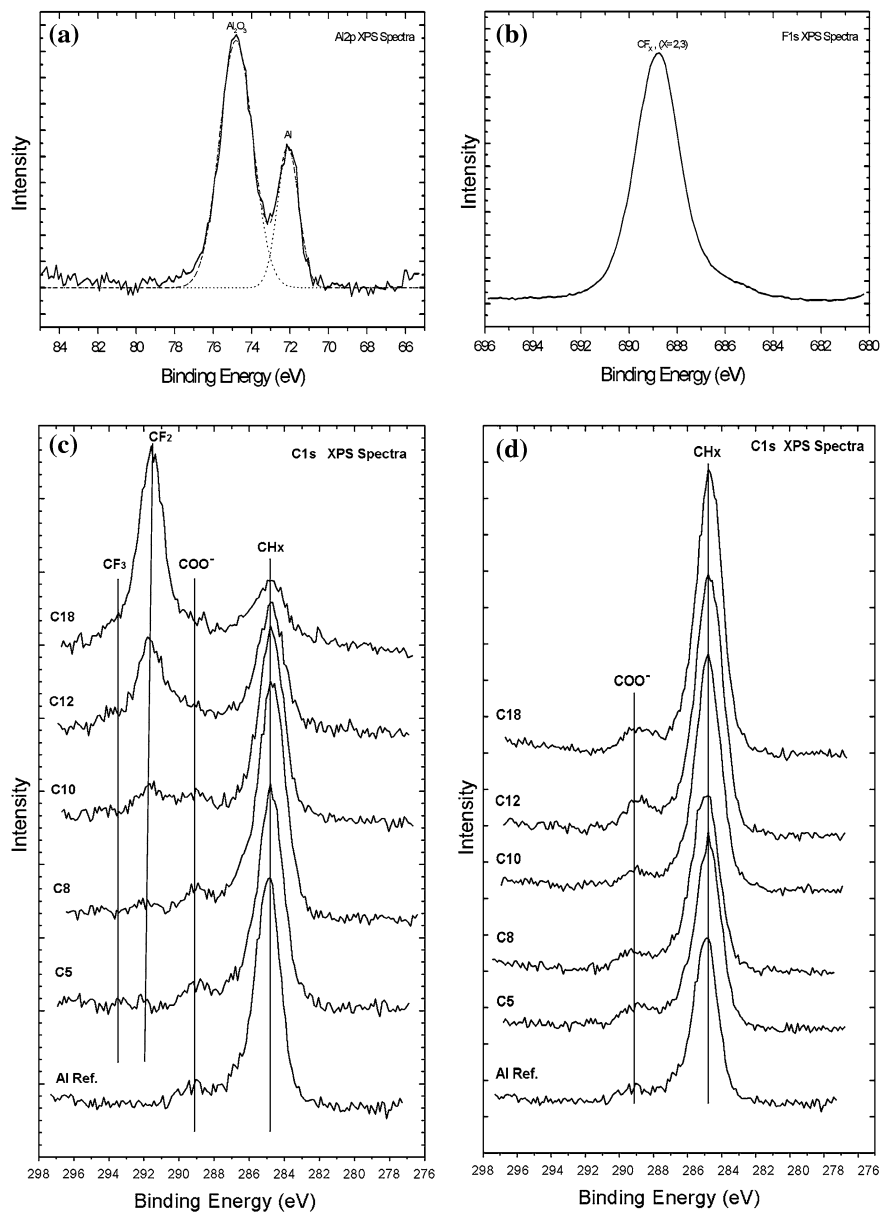 (a)
Al₂O₃
Al2p XPS Spectra
Al
Intensity
84 82 80 78 76 74 72 70 68 66
Binding Energy (eV)
(b)
CFₓ, (X=2,3)
F1s XPS Spectra
Intensity
696 694 692 690 688 686 684 682 680
Binding Energy (eV)
(c)
CF₂
C1s XPS Spectra
CF₃
COO⁻
CHx
C18
C12
C10
C8
C5
Al Ref.
Intensity
298 296 294 292 290 288 286 284 282 280 278 276
Binding Energy (eV)
(d)
CHx
C1s XPS Spectra
COO⁻
C18
C12
C10
C8
C5
Al Ref.
Intensity
298 296 294 292 290 288 286 284 282 280 278 276
Binding Energy (eV)